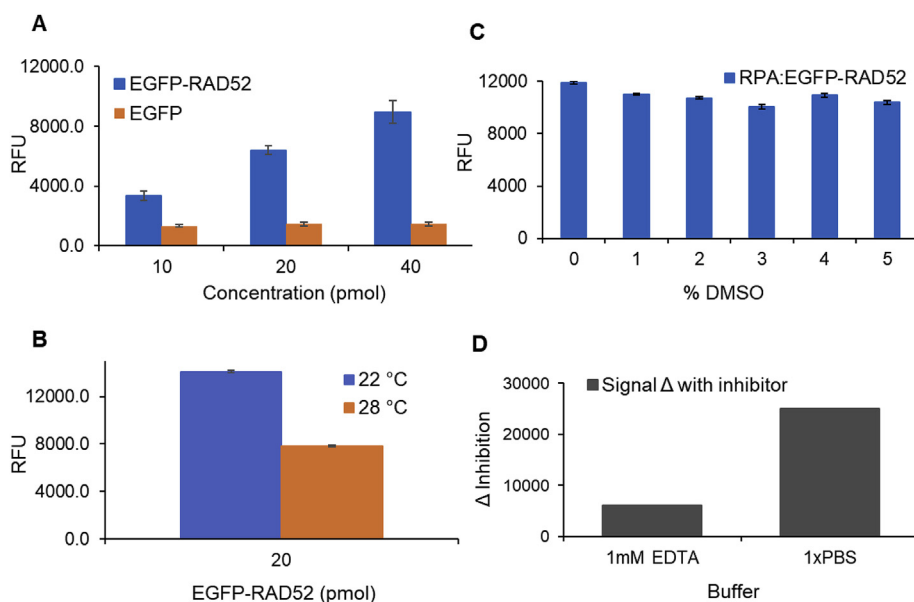 A
12000.0
8000.0
4000.0
0.0
RFU
EGFP-RAD52
EGFP
10 20 40
Concentration (pmol)
B
12000.0
8000.0
4000.0
0.0
RFU
22 °C
28 °C
20
EGFP-RAD52 (pmol)
C
12000
8000
4000
0
RFU
RPA:EGFP-RAD52
0 1 2 3 4 5
% DMSO
D
30000
20000
10000
0
Δ Inhibition
Signal Δ with inhibitor
1mM EDTA 1xPBS
Buffer